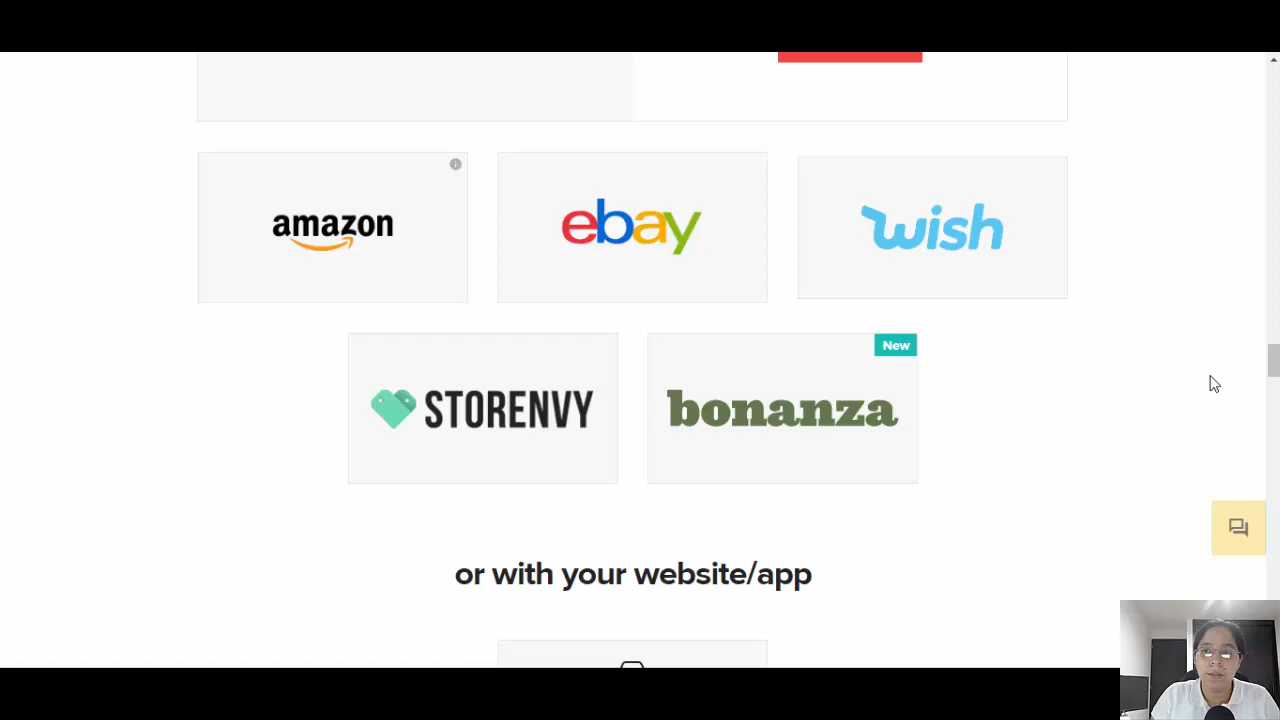 amazon
ebay
wish
STORENVY
New
bonanza
or with your website/app